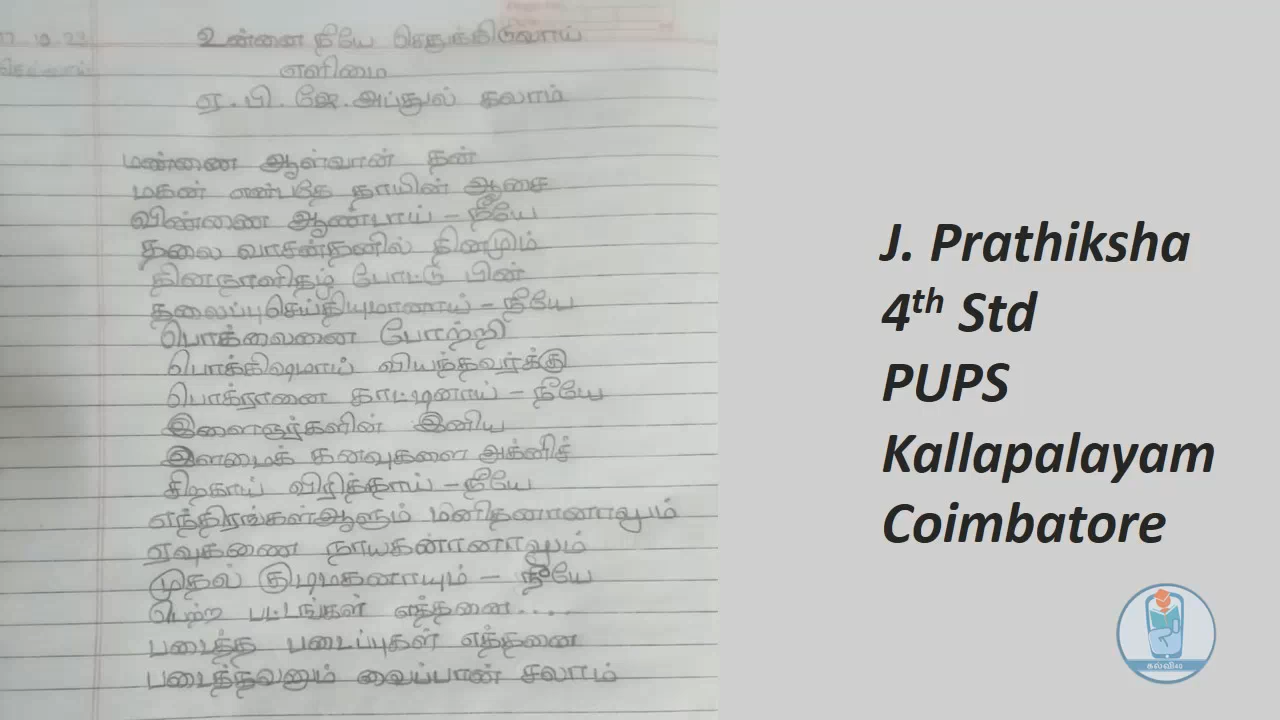 உன்னை நீயே செதுக்கிடுவாய்
எளிமை
ஏ.பி.ஜே.அப்துல் கலாம்
மண்ணை ஆள்வான் தன்
மகன் என்பதே தாயின் ஆசை
விண்ணை ஆண்டாய் - நீயே
தலை வாசன்தனில் தினமும்
தினநாளிதழ் போட்டு பின்
தலைப்புசெய்தியுமானாய் - நீயே
போற்றி
பொக்கிஷமாய் வியந்தவர்க்கு
பொக்ரானை காட்டினாய் - நீயே
இளைஞர்களின் இனிய
இளமைக் கனவுகளை அக்னிச்
சிறகாய் விரித்தாய் - நீயே
எந்திரங்கள்ஆளும் மனிதனானாலும்
ஏவுகணை நாயகன்ானாலும்
முதல் குடிமகனாயும் - நீயே
பெற்ற பட்டங்கள் எத்தனை....
படைத்த படைப்புகள் எத்தனை
படைத்தவனும் வைப்பான் சலாம்
J. Prathiksha
4th Std
PUPS
Kallapalayam
Coimbatore